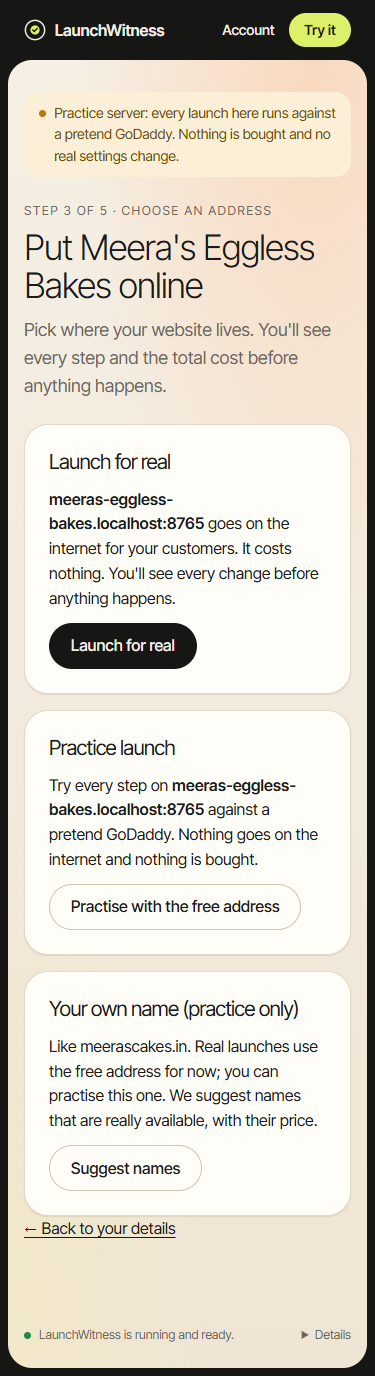 LaunchWitness Account Try it
Practice server: every launch here runs against
a pretend GoDaddy. Nothing is bought and no
real settings change.
STEP 3 OF 5 · CHOOSE AN ADDRESS
Put Meera's Eggless
Bakes online
Pick where your website lives. You'll see
every step and the total cost before
anything happens.
Launch for real
meeras-eggless-
bakes.localhost:8765 goes on the
internet for your customers. It costs
nothing. You'll see every change before
anything happens.
Launch for real
Practice launch
Try every step on meeras-eggless-
bakes.localhost:8765 against a
pretend GoDaddy. Nothing goes on the
internet and nothing is bought.
Practise with the free address
Your own name (practice only)
Like meerascakes.in. Real launches use
the free address for now; you can
practise this one. We suggest names
that are really available, with their price.
Suggest names
← Back to your details
LaunchWitness is running and ready. ▶ Details